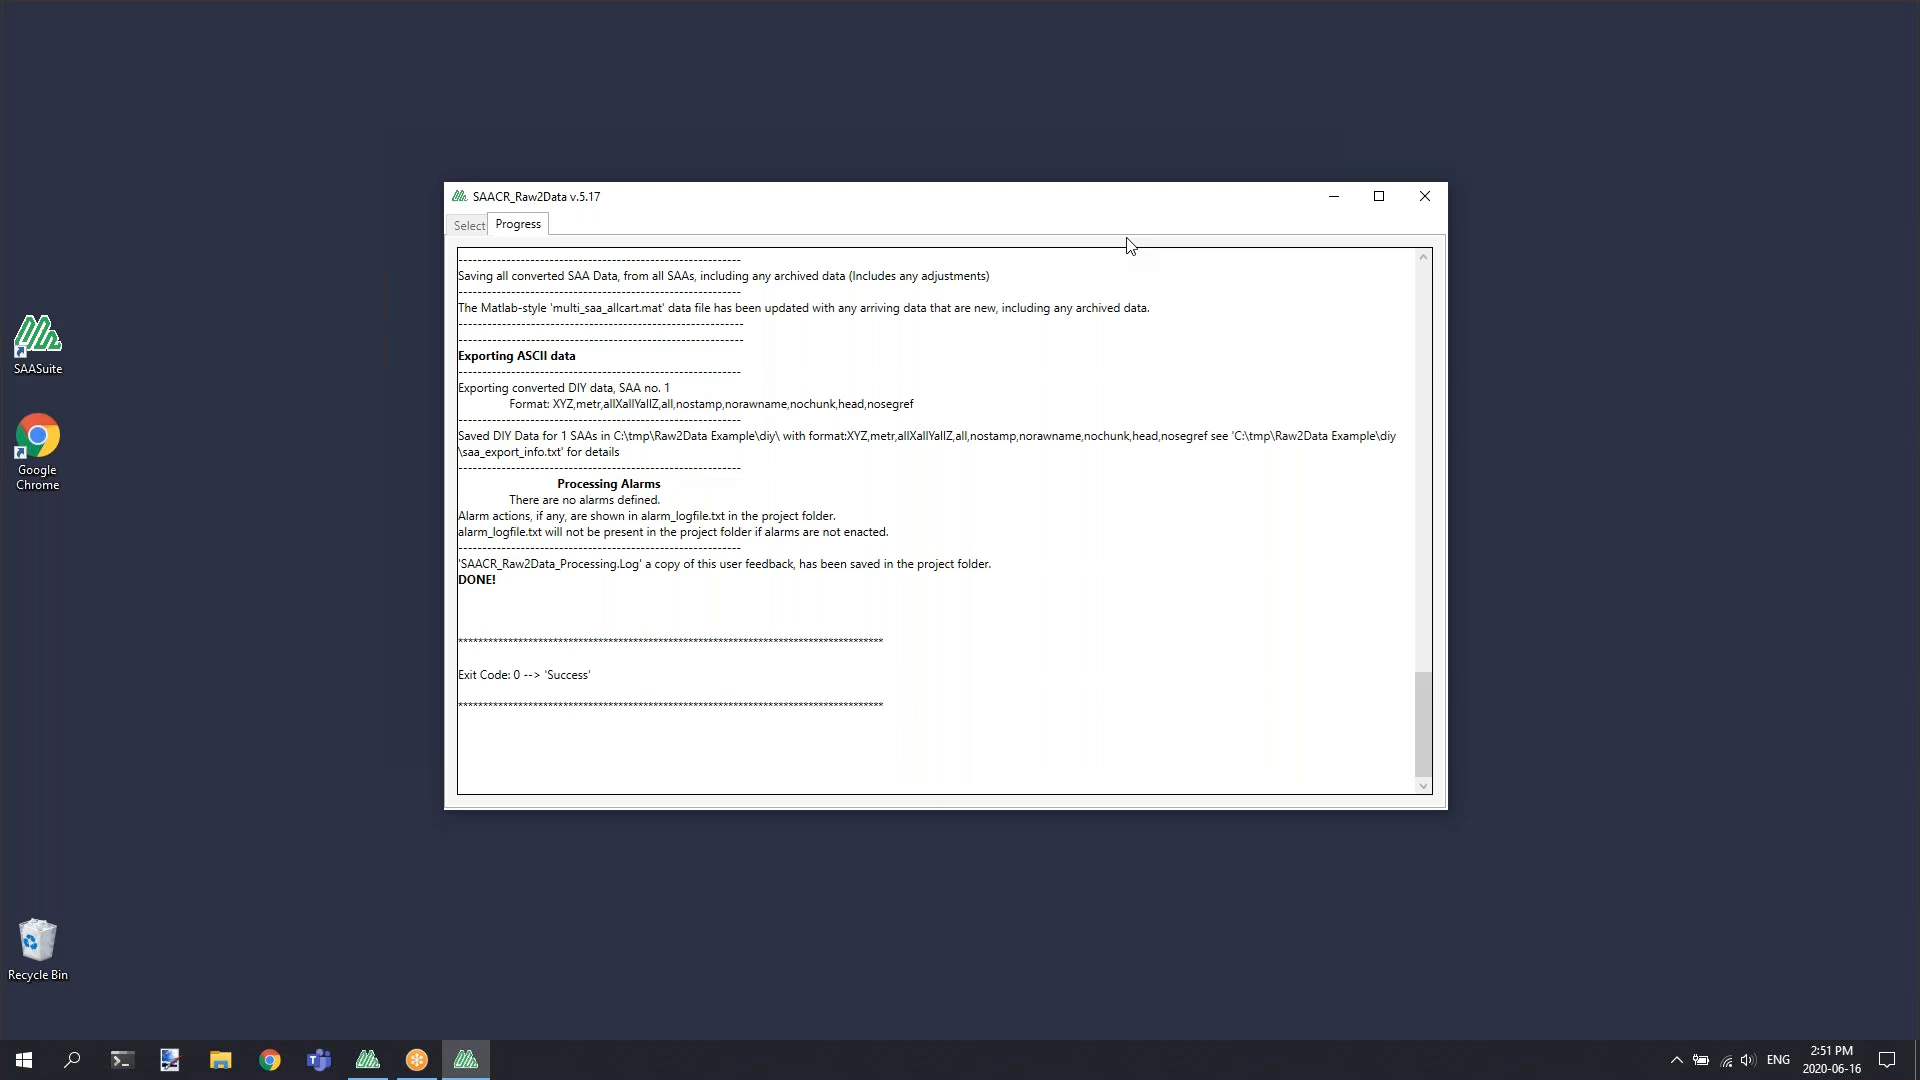 SAACR_Raw2Data v.5.17
Select
Progress
-----------------------------------------------------------
Saving all converted SAA Data, from all SAAs, including any archived data (Includes any adjustments)
-----------------------------------------------------------
The Matlab-style 'multi_saa_allcart.mat' data file has been updated with any arriving data that are new, including any archived data.
-----------------------------------------------------------
-----------------------------------------------------------
Exporting ASCII data
-----------------------------------------------------------
Exporting converted DIY data, SAA no. 1
Format: XYZ,metr,allXallYallZ,all,nostamp,norawname,nochunk,head,nosegref
-----------------------------------------------------------
Saved DIY Data for 1 SAAs in C:\tmp\Raw2Data Example\diy\ with format:XYZ,metr,allXallYallZ,all,nostamp,norawname,nochunk,head,nosegref see 'C:\tmp\Raw2Data Example\diy
\saa_export_info.txt' for details
-----------------------------------------------------------
Processing Alarms
There are no alarms defined.
Alarm actions, if any, are shown in alarm_logfile.txt in the project folder.
alarm_logfile.txt will not be present in the project folder if alarms are not enacted.
-----------------------------------------------------------
'SAACR_Raw2Data_Processing.Log' a copy of this user feedback, has been saved in the project folder.
DONE!
*************************************************************************************
Exit Code: 0 --> 'Success'
*************************************************************************************
SAASuite
Google
Chrome
Recycle Bin
ENG
2:51 PM
2020-06-16